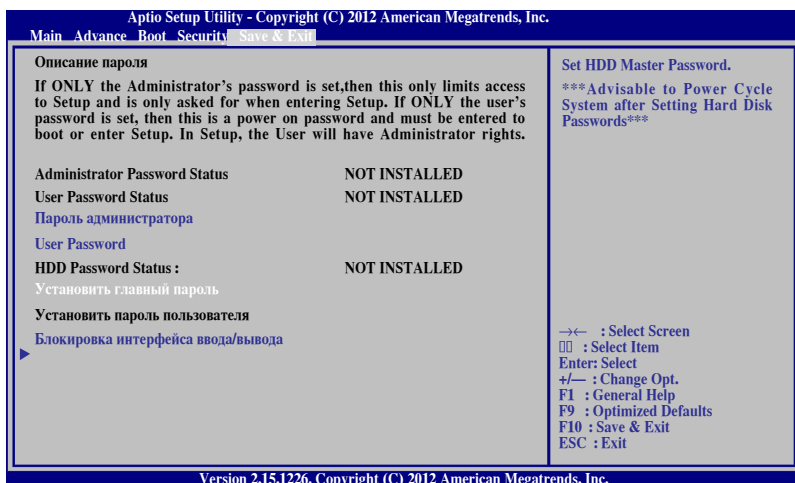 Aptio Setup Utility - Copyright (C) 2012 American Megatrends, Inc.
Main Advance Boot Security Save & Exit
Описание пароля
If ONLY the Administrator’s password is set,then this only limits access
to Setup and is only asked for when entering Setup. If ONLY the user’s
password is set, then this is a power on password and must be entered to
boot or enter Setup. In Setup, the User will have Administrator rights.
Administrator Password Status NOT INSTALLED
User Password Status NOT INSTALLED
Пароль администратора
User Password
HDD Password Status : NOT INSTALLED
Установить главный пароль
Установить пароль пользователя
Блокировка интерфейса ввода/вывода
Set HDD Master Password.
***Advisable to Power Cycle
System after Setting Hard Disk
Passwords***
→← : Select Screen
▯▯ : Select Item
Enter: Select
+/— : Change Opt.
F1 : General Help
F9 : Optimized Defaults
F10 : Save & Exit
ESC : Exit
Version 2.15.1226. Copyright (C) 2012 American Megatrends, Inc.